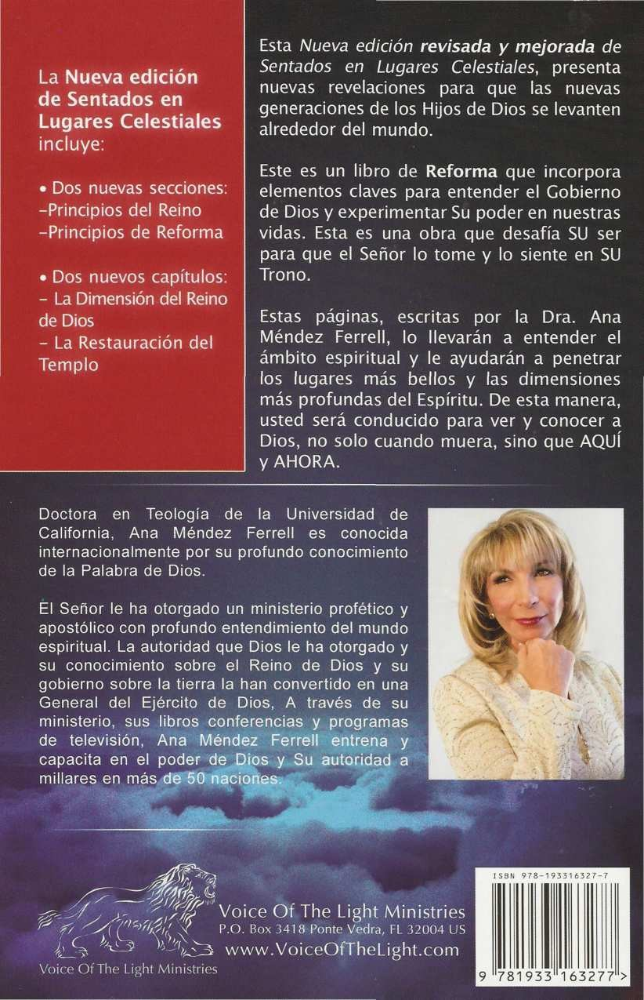 La Nueva edición
de Sentados en
Lugares Celestiales
incluye:
• Dos nuevas secciones:
–Principios del Reino
–Principios de Reforma
• Dos nuevos capítulos:
– La Dimensión del Reino
de Dios
– La Restauración del
Templo
Esta Nueva edición revisada y mejorada de
Sentados en Lugares Celestiales, presenta
nuevas revelaciones para que las nuevas
generaciones de los Hijos de Dios se levanten
alrededor del mundo.
Este es un libro de Reforma que incorpora
elementos claves para entender el Gobierno
de Dios y experimentar Su poder en nuestras
vidas. Esta es una obra que desafía SU ser
para que el Señor lo tome y lo siente en SU
Trono.
Estas páginas, escritas por la Dra. Ana
Méndez Ferrell, lo llevarán a entender el
ámbito espiritual y le ayudarán a penetrar
los lugares más bellos y las dimensiones
más profundas del Espíritu. De esta manera,
usted será conducido para ver y conocer a
Dios, no solo cuando muera, sino que AQUÍ
y AHORA.
Doctora en Teología de la Universidad de
California, Ana Méndez Ferrell es conocida
internacionalmente por su profundo conocimiento
de la Palabra de Dios.
El Señor le ha otorgado un ministerio profético y
apostólico con profundo entendimiento del mundo
espiritual. La autoridad que Dios le ha otorgado y
su conocimiento sobre el Reino de Dios y su
gobierno sobre la tierra la han convertido en una
General del Ejército de Dios, A través de su
ministerio, sus libros conferencias y programas
de televisión, Ana Méndez Ferrell entrena y
capacita en el poder de Dios y Su autoridad a
millares en más de 50 naciones.
Voice Of The Light Ministries
Voice Of The Light Ministries
P.O. Box 3418 Ponte Vedra, FL 32004 US
www.VoiceOfTheLight.com
ISBN 978-193316327-7
9 781933 163277 >